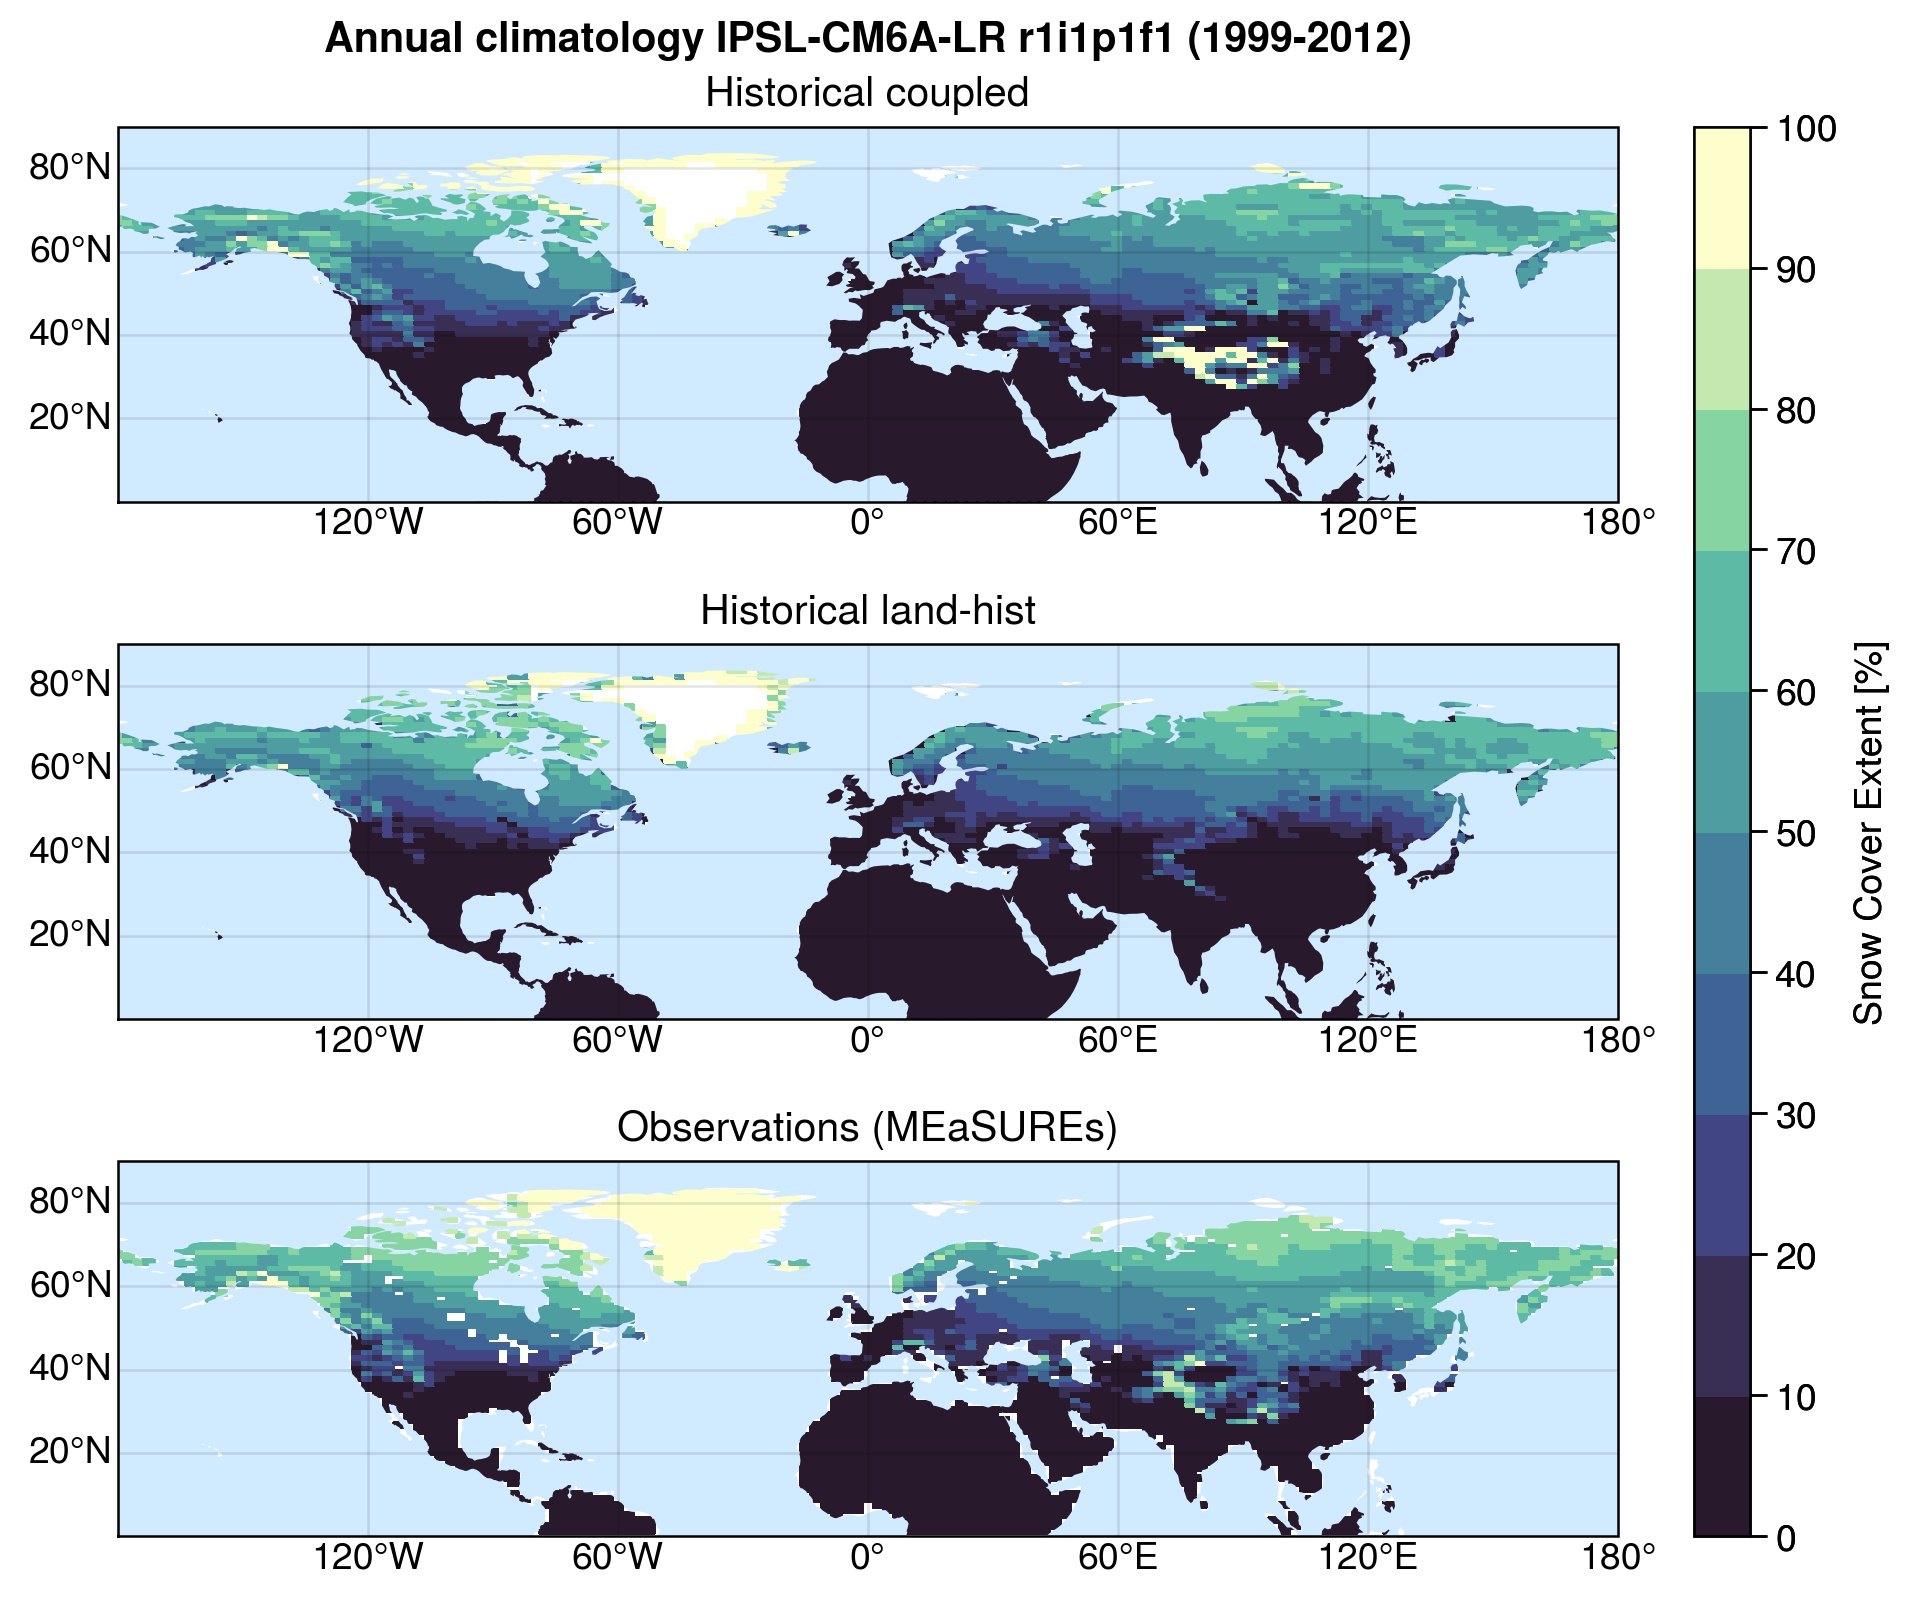 Annual climatology IPSL-CM6A-LR r1i1p1f1 (1999-2012)
Historical coupled
80°N
60°N
40°N
20°N
120°W 60°W 0° 60°E 120°E 180°
Historical land-hist
80°N
60°N
40°N
20°N
120°W 60°W 0° 60°E 120°E 180°
Observations (MEaSUREs)
80°N
60°N
40°N
20°N
120°W 60°W 0° 60°E 120°E 180°
100
90
80
70
60
50
40
30
20
10
0
Snow Cover Extent [%]